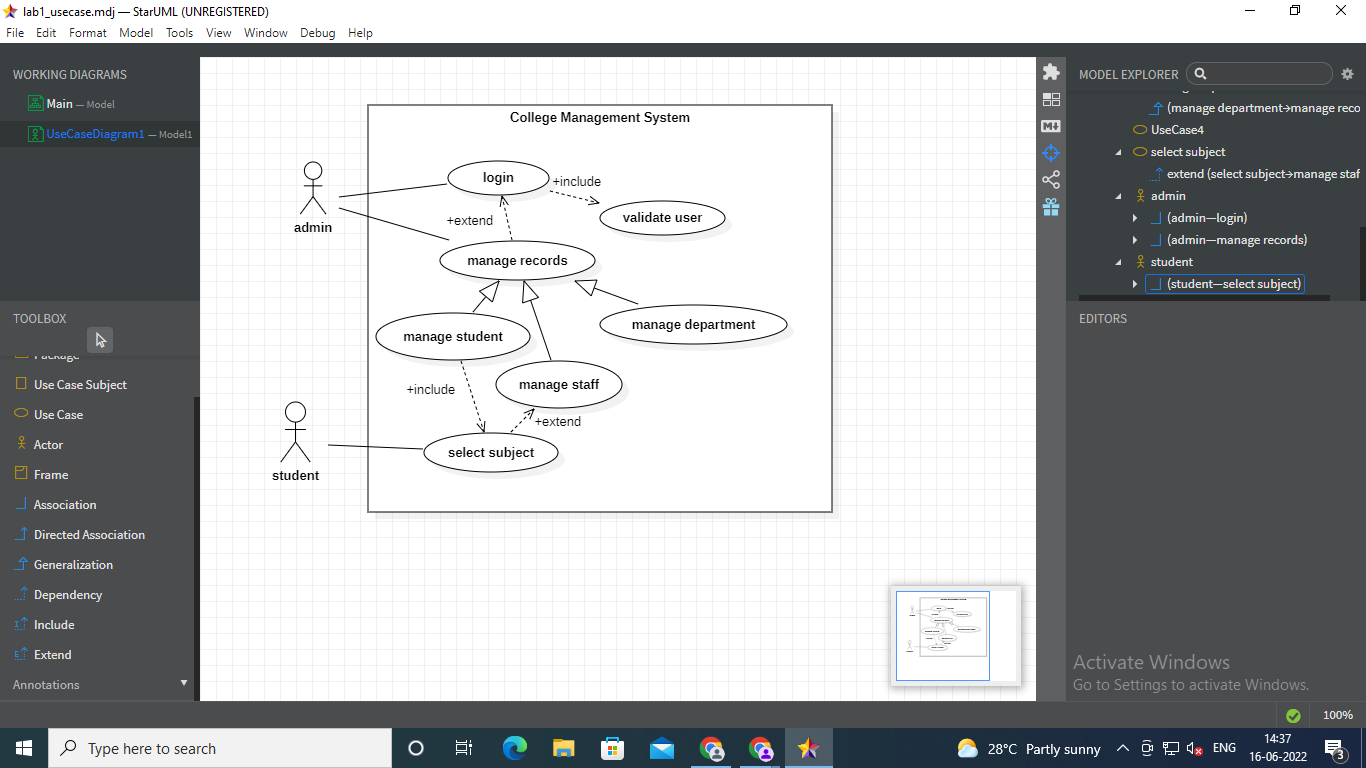 lab1_usecase.mdj — StarUML (UNREGISTERED)
File Edit Format Model Tools View Window Debug Help
WORKING DIAGRAMS
Main — Model
UseCaseDiagram1 — Model1
TOOLBOX
Package
Use Case Subject
Use Case
Actor
Frame
Association
Directed Association
Generalization
Dependency
Include
Extend
Annotations
College Management System
login
+include
admin
validate user
+extend
manage records
manage department
manage student
manage staff
+include
+extend
select subject
student
MODEL EXPLORER
(manage department→manage reco
UseCase4
select subject
extend (select subject→manage staf
admin
(admin—login)
(admin—manage records)
student
(student—select subject)
EDITORS
Activate Windows
Go to Settings to activate Windows.
100%
Type here to search
28°C Partly sunny
ENG
14:37
16-06-2022
3